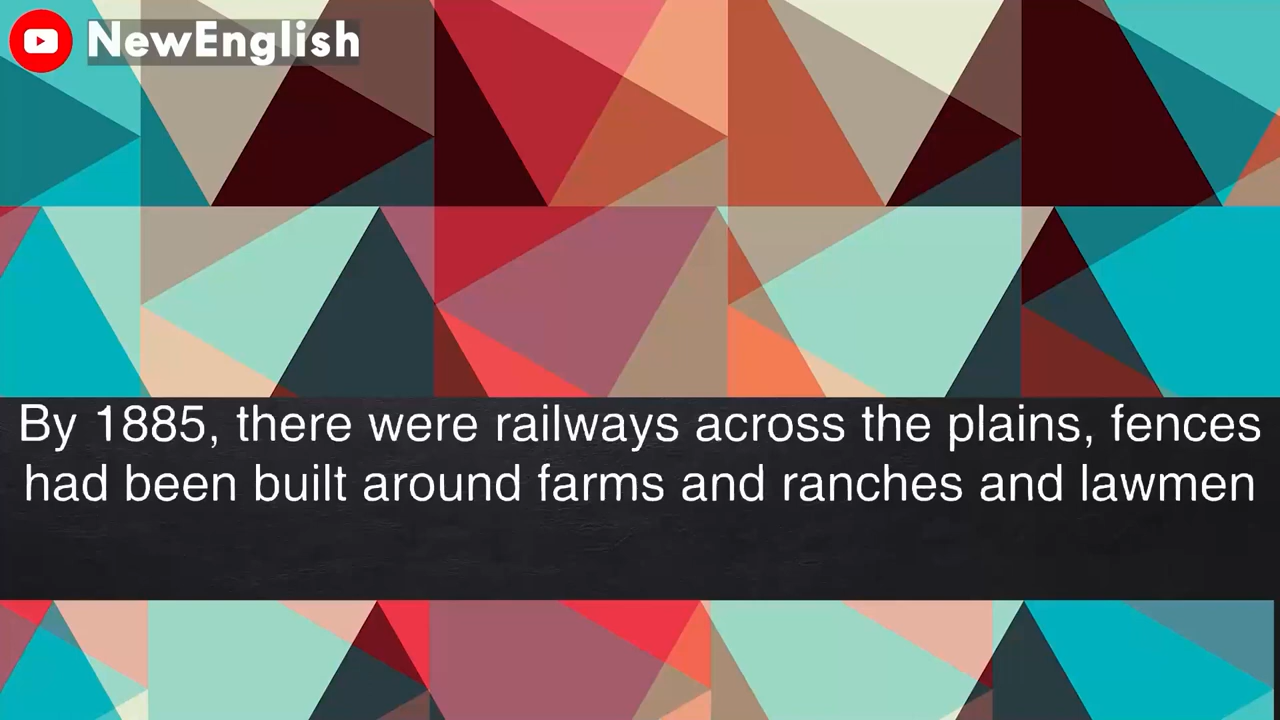 NewEnglish
By 1885, there were railways across the plains, fences
had been built around farms and ranches and lawmen